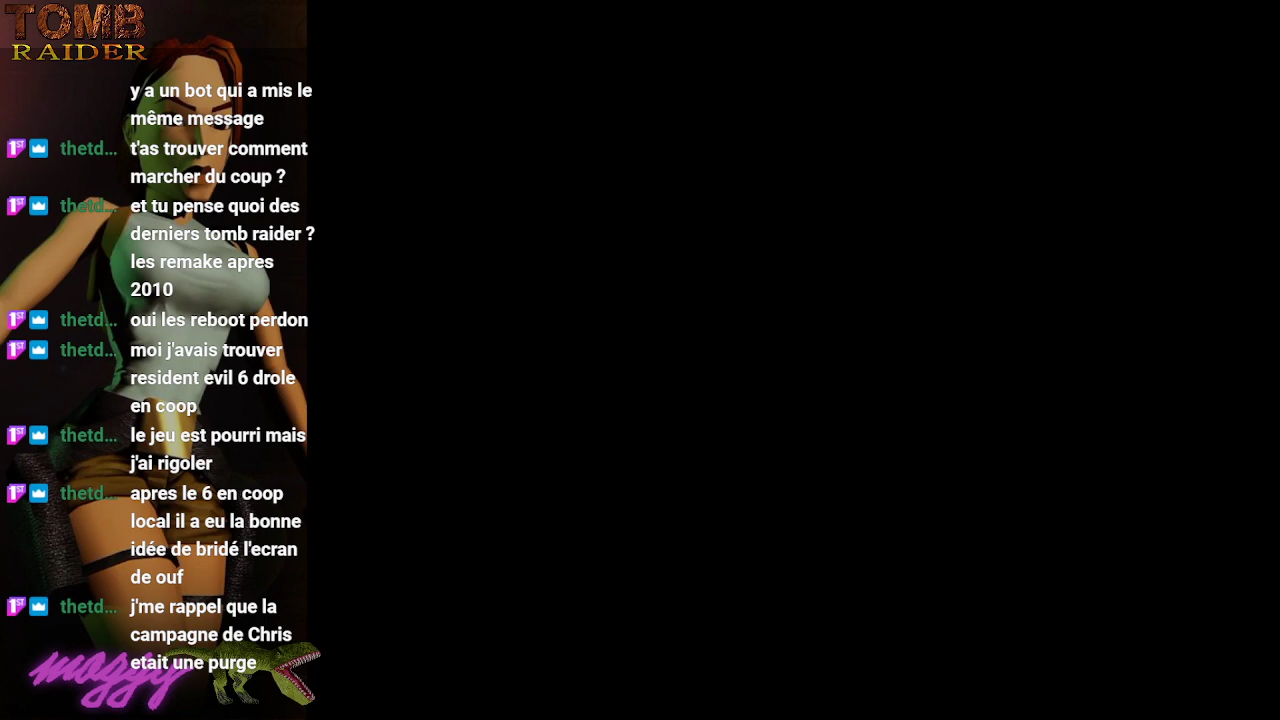 TOMB
RAIDER
y a un bot qui a mis le
même message
thetd... t'as trouver comment
marcher du coup ?
thetd... et tu pense quoi des
derniers tomb raider ?
les remake apres
2010
thetd... oui les reboot perdon
thetd... moi j'avais trouver
resident evil 6 drole
en coop
thetd... le jeu est pourri mais
j'ai rigoler
thetd... apres le 6 en coop
local il a eu la bonne
idée de bridé l'ecran
de ouf
thetd... j'me rappel que la
campagne de Chris
etait une purge